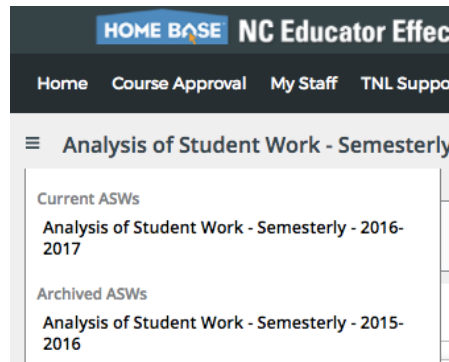 HOME BASE NC Educator Effec
Home Course Approval My Staff TNL Suppo
Analysis of Student Work - Semesterly
Current ASWs
Analysis of Student Work - Semesterly - 2016-
2017
Archived ASWs
Analysis of Student Work - Semesterly - 2015-
2016